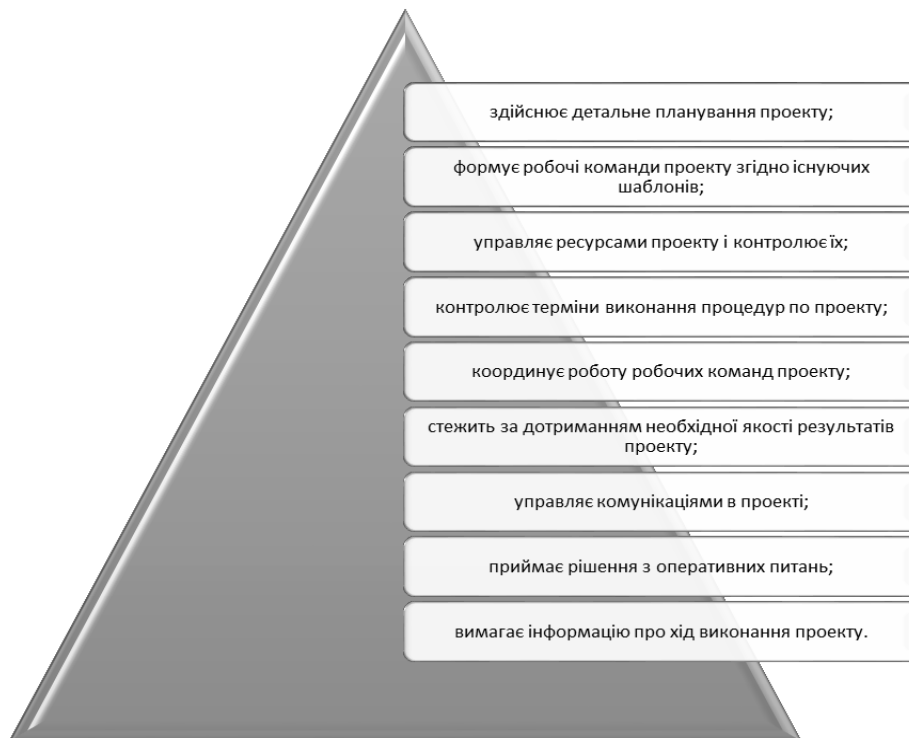 здійснює детальне планування проекту;
формує робочі команди проекту згідно існуючих
шаблонів;
управляє ресурсами проекту і контролює їх;
контролює терміни виконання процедур по проекту;
координує роботу робочих команд проекту;
стежить за дотриманням необхідної якості результатів
проекту;
управляє комунікаціями в проекті;
приймає рішення з оперативних питань;
вимагає інформацію про хід виконання проекту.